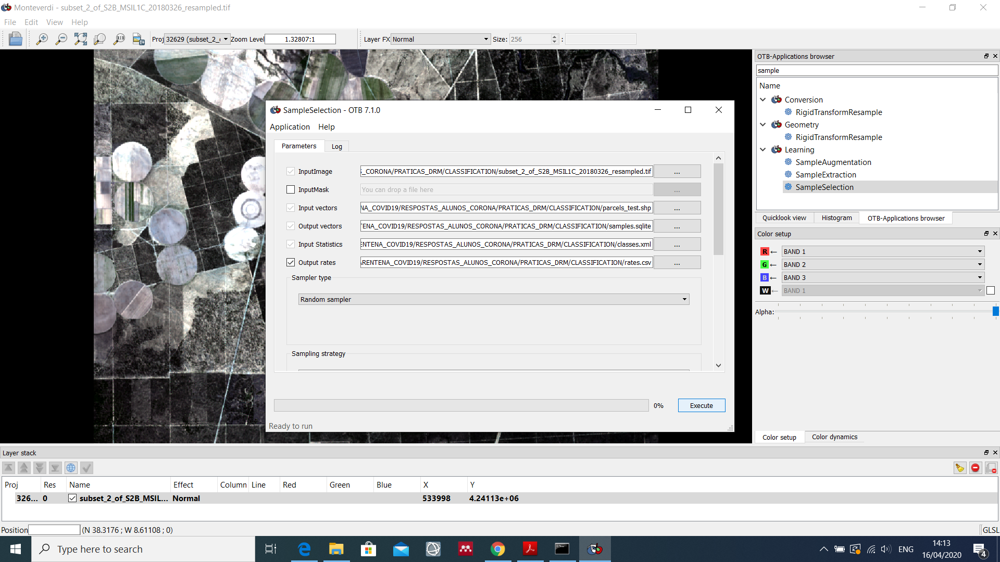 Monteverdi - subset_2_of_S2B_MSIL1C_20180326_resampled.tif
File Edit View Help
Proj 32629 (subset_2_c Zoom Level 1.32807:1 Layer FX Normal Size: 256 :
OTB-Applications browser
sample
Name
Conversion
RigidTransformResample
Geometry
RigidTransformResample
Learning
SampleAugmentation
SampleExtraction
SampleSelection
Quicklook view Histogram OTB-Applications browser
Color setup
R ← BAND 1
G ← BAND 2
B ← BAND 3
W ← BAND 1
Alpha:
Color setup Color dynamics
SampleSelection - OTB 7.1.0
Application Help
Parameters Log
InputImage S_CORONA/PRATICAS_DRM/CLASSIFICATION/subset_2_of_S2B_MSIL1C_20180326_resampled.tif ...
InputMask You can drop a file here ...
Input vectors NA_COVID19/RESPOSTAS_ALUNOS_CORONA/PRATICAS_DRM/CLASSIFICATION/parcels_test.shp ...
Output vectors TENA_COVID19/RESPOSTAS_ALUNOS_CORONA/PRATICAS_DRM/CLASSIFICATION/samples.sqlite ...
Input Statistics ENTENA_COVID19/RESPOSTAS_ALUNOS_CORONA/PRATICAS_DRM/CLASSIFICATION/classes.xml ...
Output rates ARENTENA_COVID19/RESPOSTAS_ALUNOS_CORONA/PRATICAS_DRM/CLASSIFICATION/rates.csv ...
Sampler type
Random sampler
Sampling strategy
0% Execute
Ready to run
Layer stack
Proj Res Name Effect Column Line Red Green Blue X Y
326... 0 subset_2_of_S2B_MSIL... Normal 533998 4.24113e+06
Position (N 38.3176 ; W 8.61108 ; 0) GLSL
Type here to search
ENG
14:13
16/04/2020
4